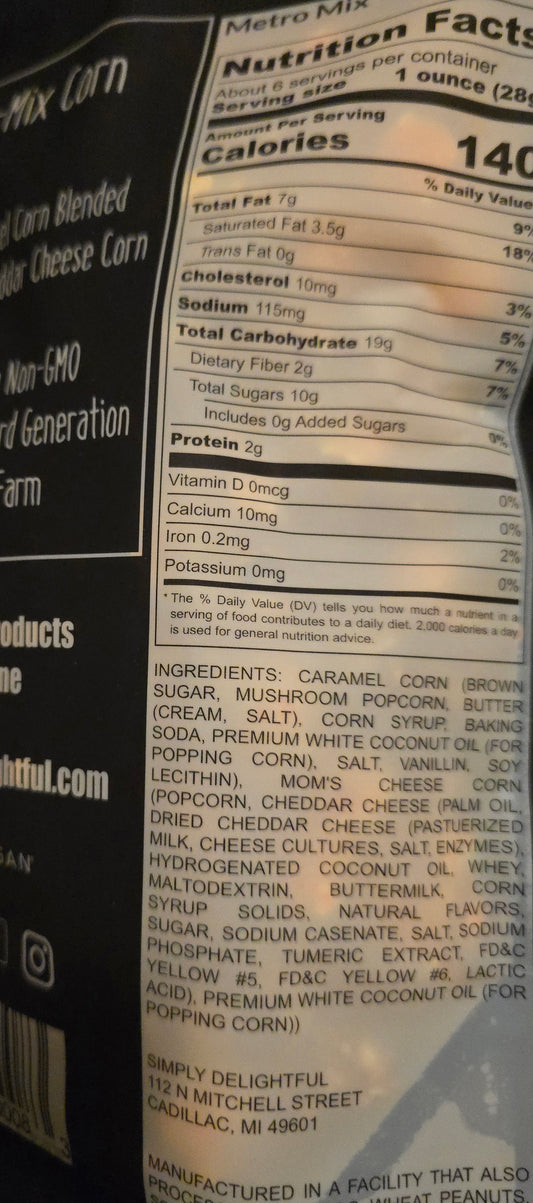 -Mix Corn
Corn Blended
Cheese Corn
Non-GMO
Generation
arm
oducts
ne
htful.com
Metro Mix
Nutrition Facts
About 6 servings per container
Serving size 1 ounce (28g
Amount Per Serving
Calories 140
% Daily Value
Total Fat 7g 9%
Saturated Fat 3.5g 18%
Trans Fat 0g
Cholesterol 10mg 3%
Sodium 115mg 5%
Total Carbohydrate 19g 7%
Dietary Fiber 2g 7%
Total Sugars 10g
Includes 0g Added Sugars 0%
Protein 2g
Vitamin D 0mcg 0%
Calcium 10mg 0%
Iron 0.2mg 2%
Potassium 0mg 0%
* The % Daily Value (DV) tells you how much a nutrient in a
serving of food contributes to a daily diet. 2,000 calories a day
is used for general nutrition advice.
INGREDIENTS: CARAMEL CORN (BROWN
SUGAR, MUSHROOM POPCORN, BUTTER
(CREAM, SALT), CORN SYRUP, BAKING
SODA, PREMIUM WHITE COCONUT OIL (FOR
POPPING CORN), SALT, VANILLIN, SOY
LECITHIN), MOM'S CHEESE CORN
(POPCORN, CHEDDAR CHEESE (PALM OIL,
DRIED CHEDDAR CHEESE (PASTUERIZED
MILK, CHEESE CULTURES, SALT, ENZYMES),
HYDROGENATED COCONUT OIL, WHEY,
MALTODEXTRIN, BUTTERMILK, CORN
SYRUP SOLIDS, NATURAL FLAVORS,
SUGAR, SODIUM CASENATE, SALT, SODIUM
PHOSPHATE, TUMERIC EXTRACT, FD&C
YELLOW #5, FD&C YELLOW #6, LACTIC
ACID), PREMIUM WHITE COCONUT OIL (FOR
POPPING CORN))
SIMPLY DELIGHTFUL
112 N MITCHELL STREET
CADILLAC, MI 49601
MANUFACTURED IN A FACILITY THAT ALSO
WHEAT PEANUTS,